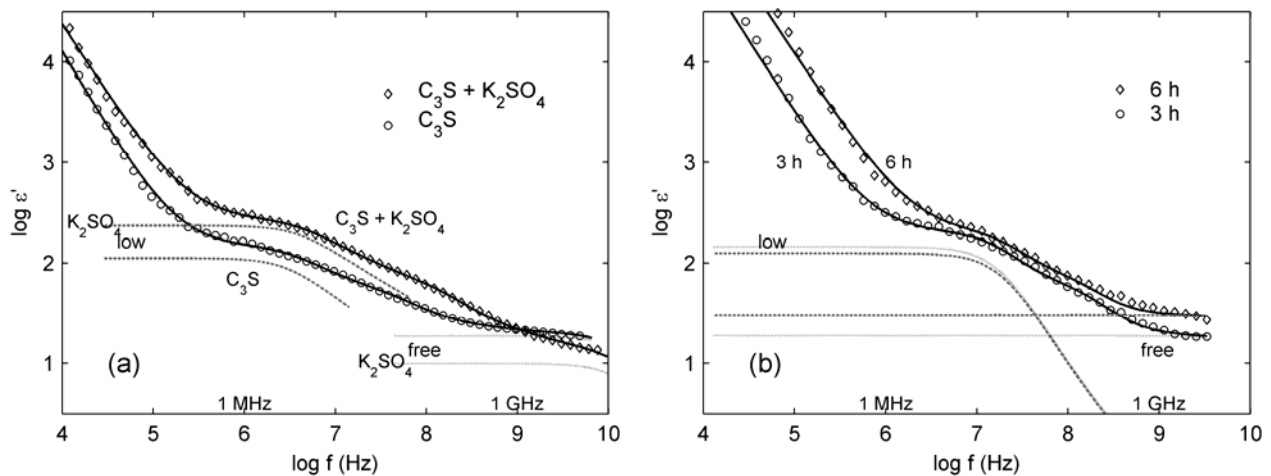 4
3
2
1
log ε'
C₃S + K₂SO₄
C₃S
K₂SO₄
low
C₃S + K₂SO₄
C₃S
free
K₂SO₄
(a)
1 MHz
1 GHz
4 5 6 7 8 9 10
log f (Hz)
4
3
2
1
log ε'
6 h
3 h
3 h
6 h
low
free
(b)
1 MHz
1 GHz
4 5 6 7 8 9 10
log f (Hz)